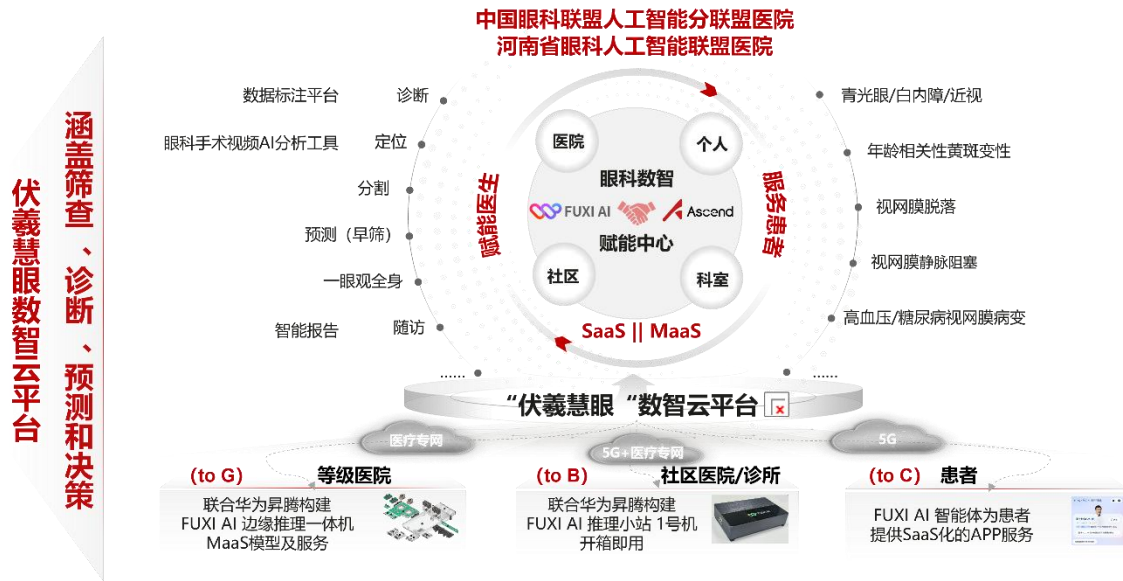 中国眼科联盟人工智能分联盟医院
河南省眼科人工智能联盟医院
伏羲慧眼数智云平台
涵盖筛查、诊断、预测和决策
数据标注平台 诊断
眼科手术视频AI分析工具 定位
分割
预测（早筛）
一眼观全身
智能报告 随访
......
赋能医生
医院
个人
眼科数智
FUXI AI
Ascend
赋能中心
社区
科室
服务患者
SaaS || MaaS
青光眼/白内障/近视
年龄相关性黄斑变性
视网膜脱落
视网膜静脉阻塞
高血压/糖尿病视网膜病变
......
“伏羲慧眼“数智云平台
医疗专网
5G+医疗专网
5G
(to G) 等级医院
联合华为昇腾构建
FUXI AI 边缘推理一体机
MaaS模型及服务
(to B) 社区医院/诊所
联合华为昇腾构建
FUXI AI 推理小站 1号机
开箱即用
(to C) 患者
FUXI AI 智能体为患者
提供SaaS化的APP服务